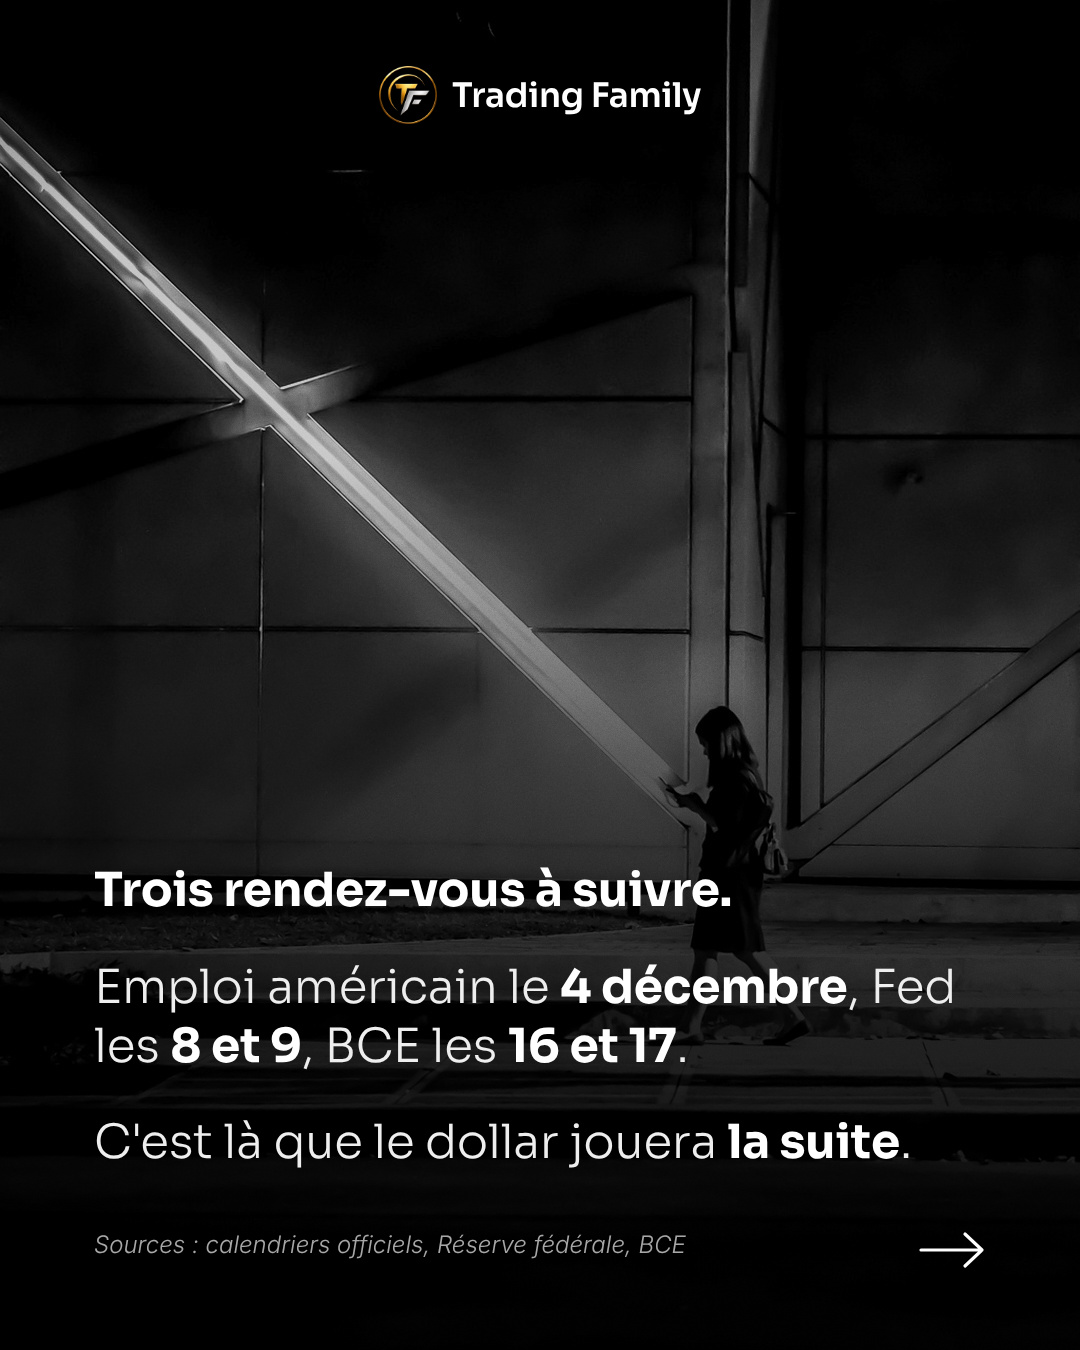 TF
Trading Family
Trois rendez-vous à suivre.
Emploi américain le 4 décembre, Fed
les 8 et 9, BCE les 16 et 17.
C'est là que le dollar jouera la suite.
Sources : calendriers officiels, Réserve fédérale, BCE